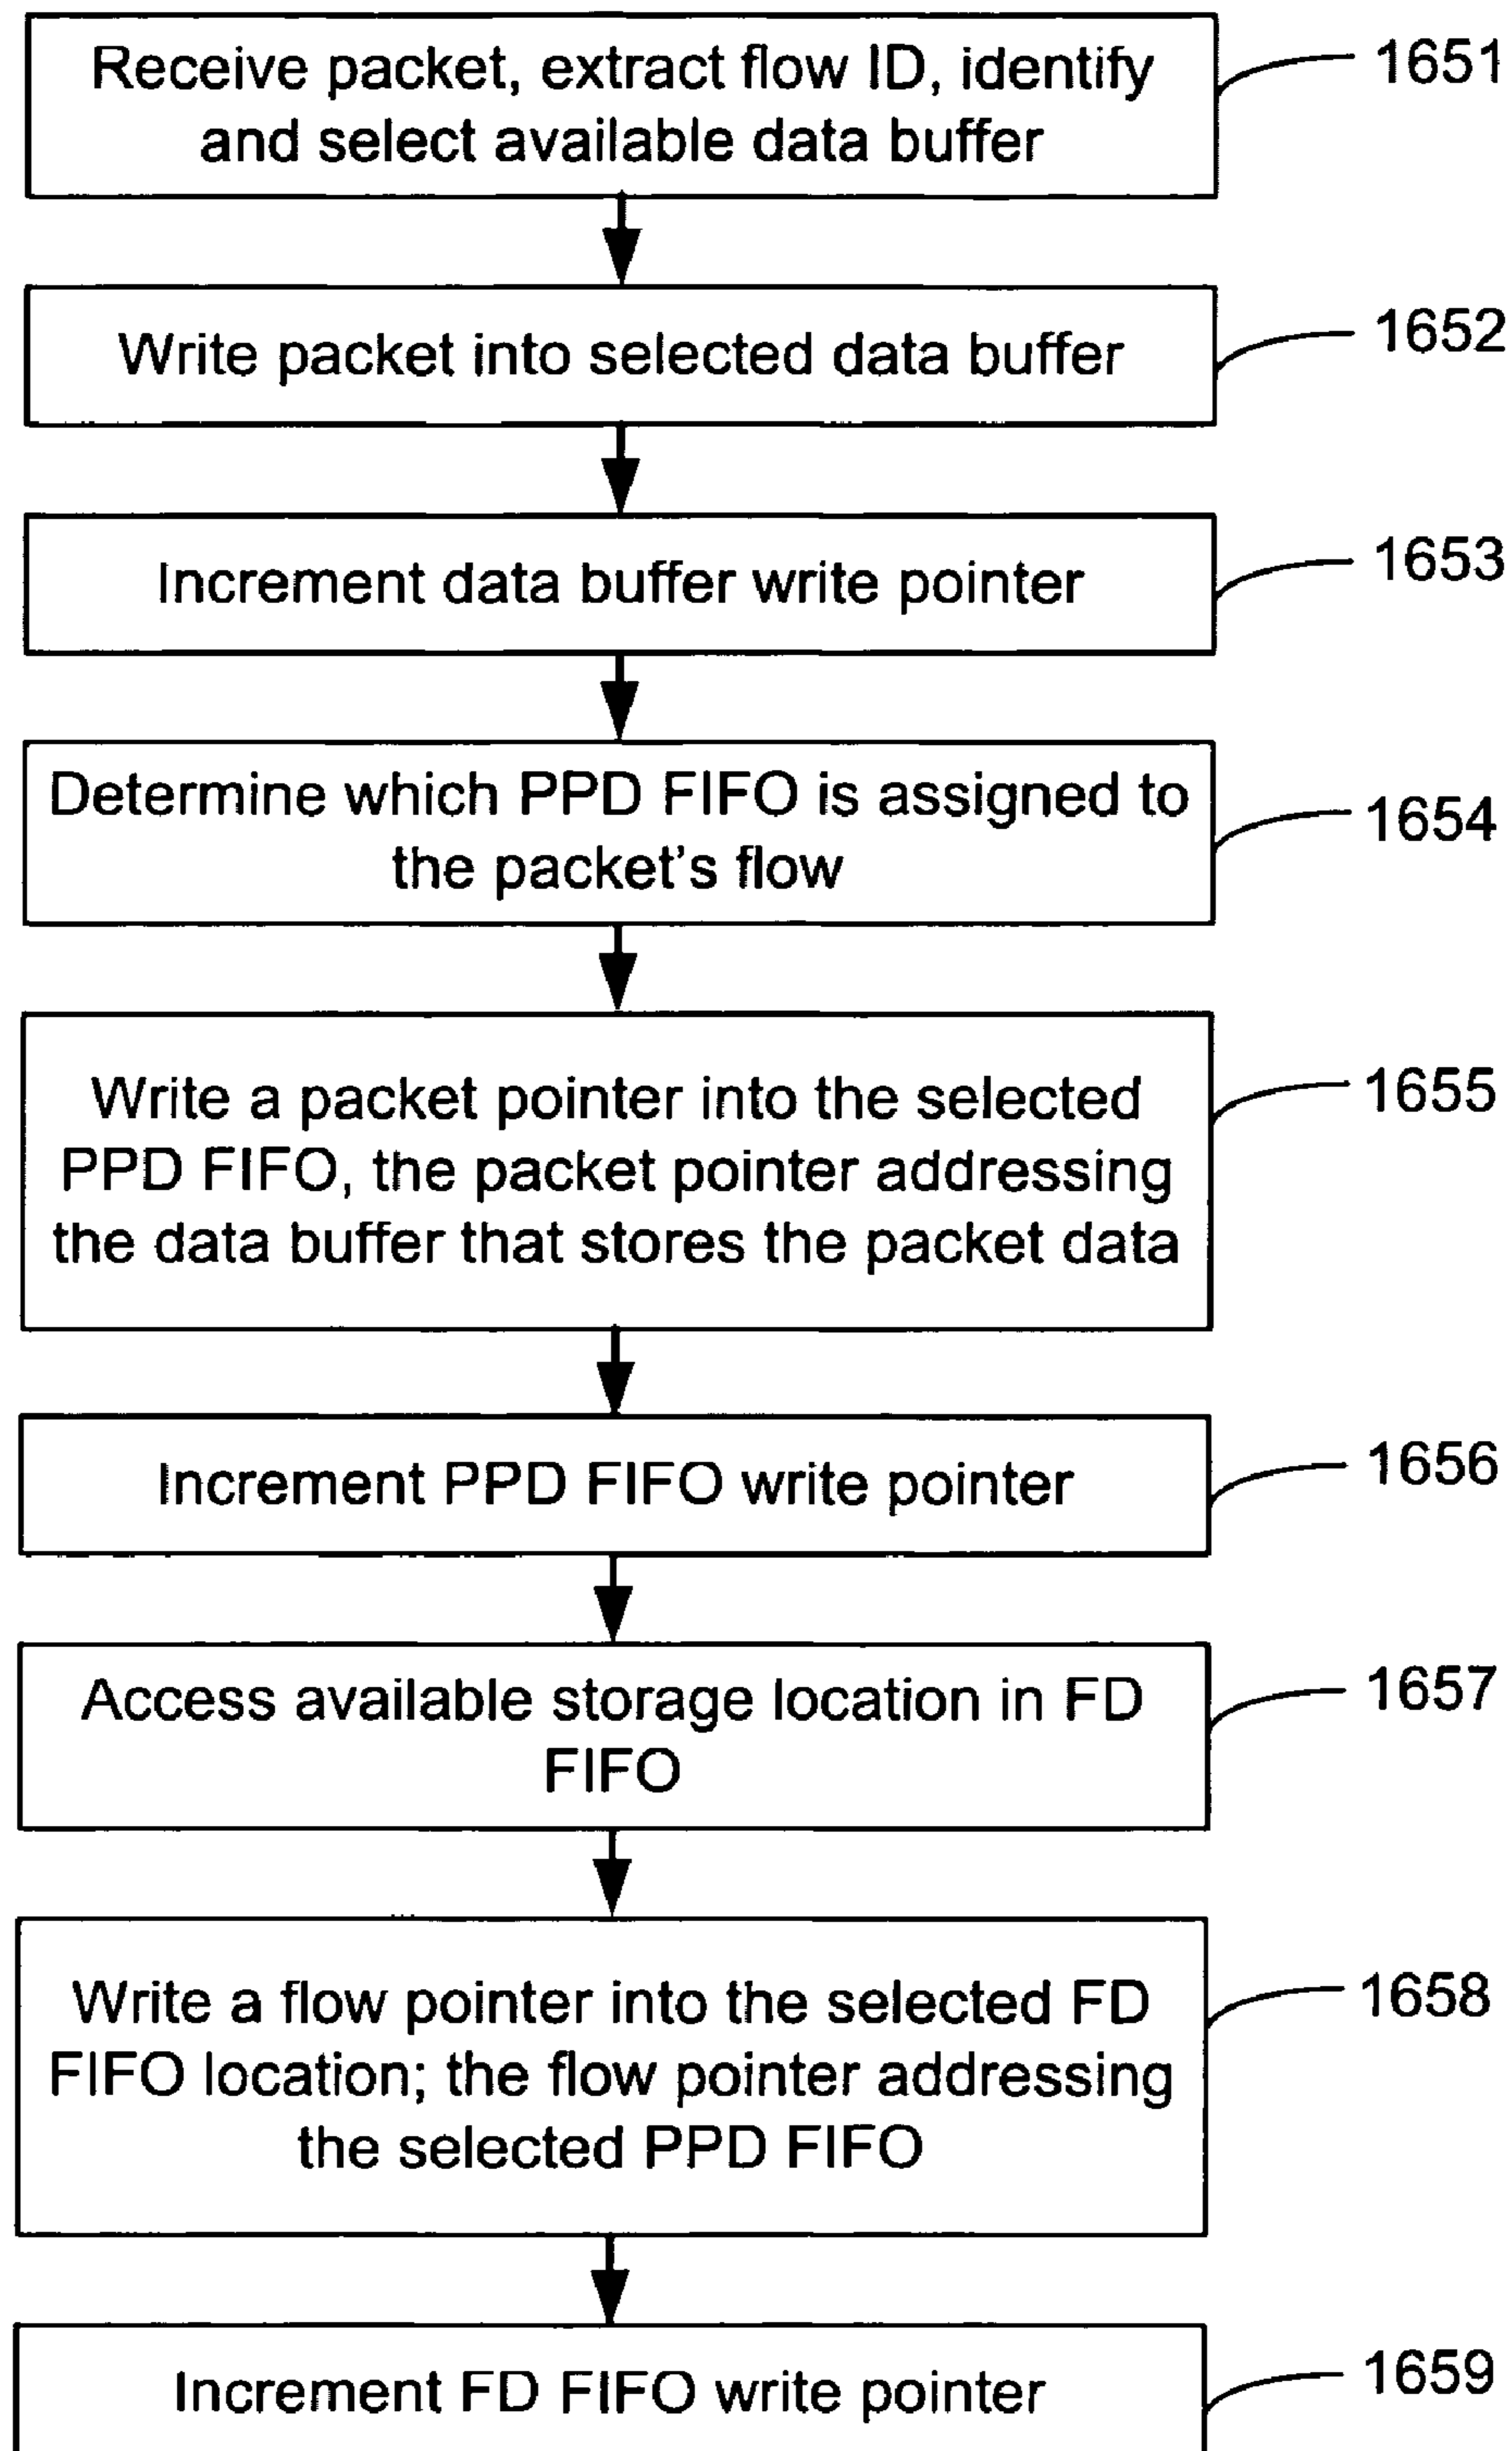 Receive packet, extract flow ID, identify
and select available data buffer
1651
Write packet into selected data buffer
1652
Increment data buffer write pointer
1653
Determine which PPD FIFO is assigned to
the packet's flow
1654
Write a packet pointer into the selected
PPD FIFO, the packet pointer addressing
the data buffer that stores the packet data
1655
Increment PPD FIFO write pointer
1656
Access available storage location in FD
FIFO
1657
Write a flow pointer into the selected FD
FIFO location; the flow pointer addressing
the selected PPD FIFO
1658
Increment FD FIFO write pointer
1659